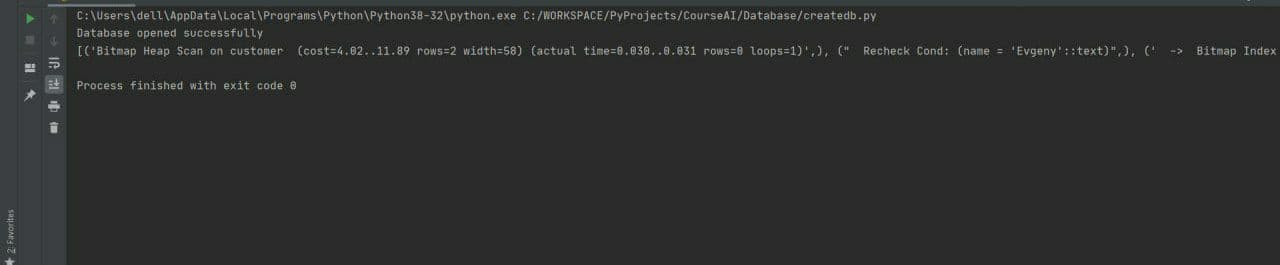 C:\Users\dell\AppData\Local\Programs\Python\Python38-32\python.exe C:/WORKSPACE/PyProjects/CourseAI/Database/createdb.py
Database opened successfully
[('Bitmap Heap Scan on customer  (cost=4.02..11.89 rows=2 width=58) (actual time=0.030..0.031 rows=0 loops=1)',), ("  Recheck Cond: (name = 'Evgeny'::text)",), ('  ->  Bitmap Index
Process finished with exit code 0
2: Favorites